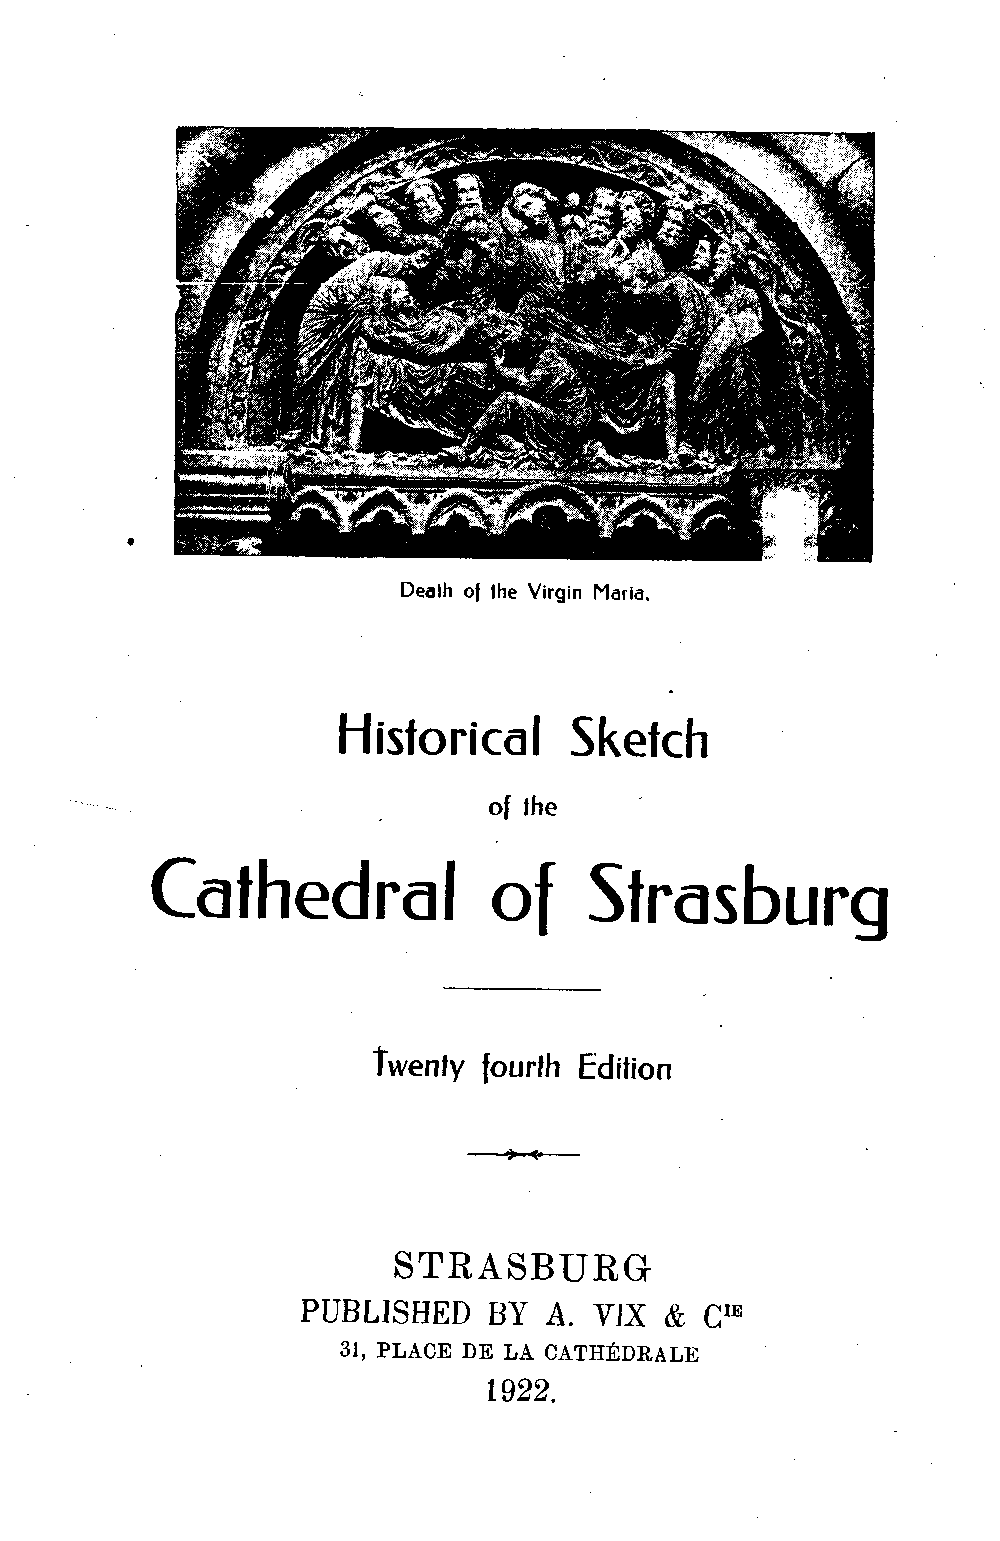 Death of the Virgin Maria.
Historical Sketch
of the
Cathedral of Strasburg
Twenty fourth Edition
STRASBURG
PUBLISHED BY A. VIX & CIE
31, PLACE DE LA CATHÉDRALE
1922.